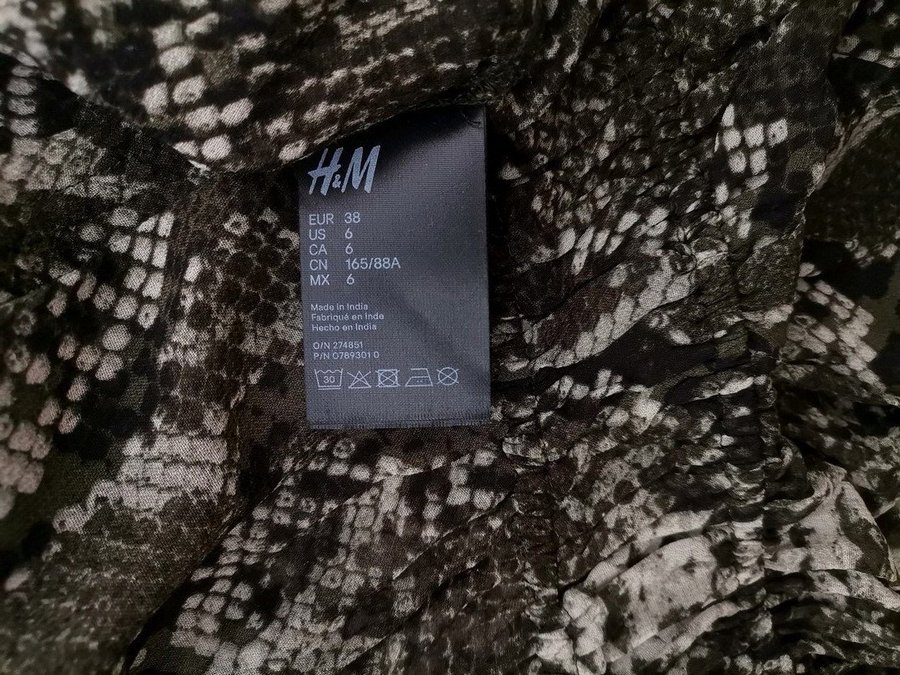 H&M
EUR 38
US 6
CA 6
CN 165/88A
MX 6
Made in India
Fabriqué en Inde
Hecho en India
O/N 274851
P/N 0789301 0
30